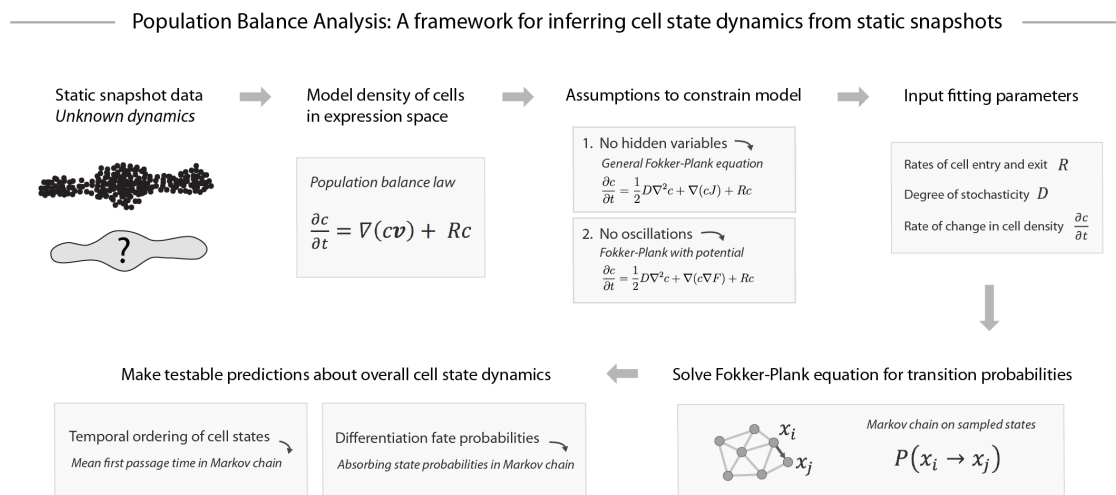 Population Balance Analysis: A framework for inferring cell state dynamics from static snapshots
Static snapshot data
Unknown dynamics
?
Model density of cells
in expression space
Population balance law
∂c/∂t = ∇(cv) + Rc
Assumptions to constrain model
1. No hidden variables
General Fokker-Plank equation
∂c/∂t = 1/2 D∇²c + ∇(cJ) + Rc
2. No oscillations
Fokker-Plank with potential
∂c/∂t = 1/2 D∇²c + ∇(c∇F) + Rc
Input fitting parameters
Rates of cell entry and exit R
Degree of stochasticity D
Rate of change in cell density ∂c/∂t
Solve Fokker-Plank equation for transition probabilities
x_i
x_j
Markov chain on sampled states
P(x_i → x_j)
Make testable predictions about overall cell state dynamics
Temporal ordering of cell states
Mean first passage time in Markov chain
Differentiation fate probabilities
Absorbing state probabilities in Markov chain